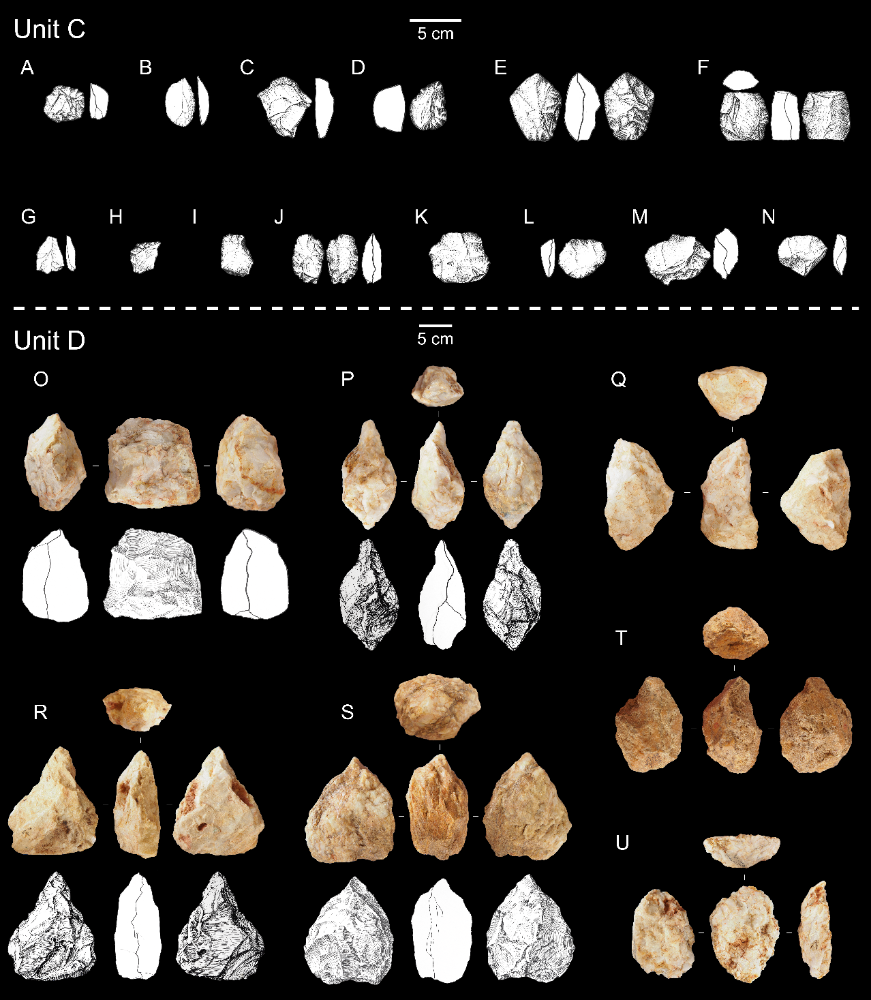 Unit C
5 cm
A B C D E F
G H I J K L M N
Unit D
5 cm
O P Q
T
R S
U